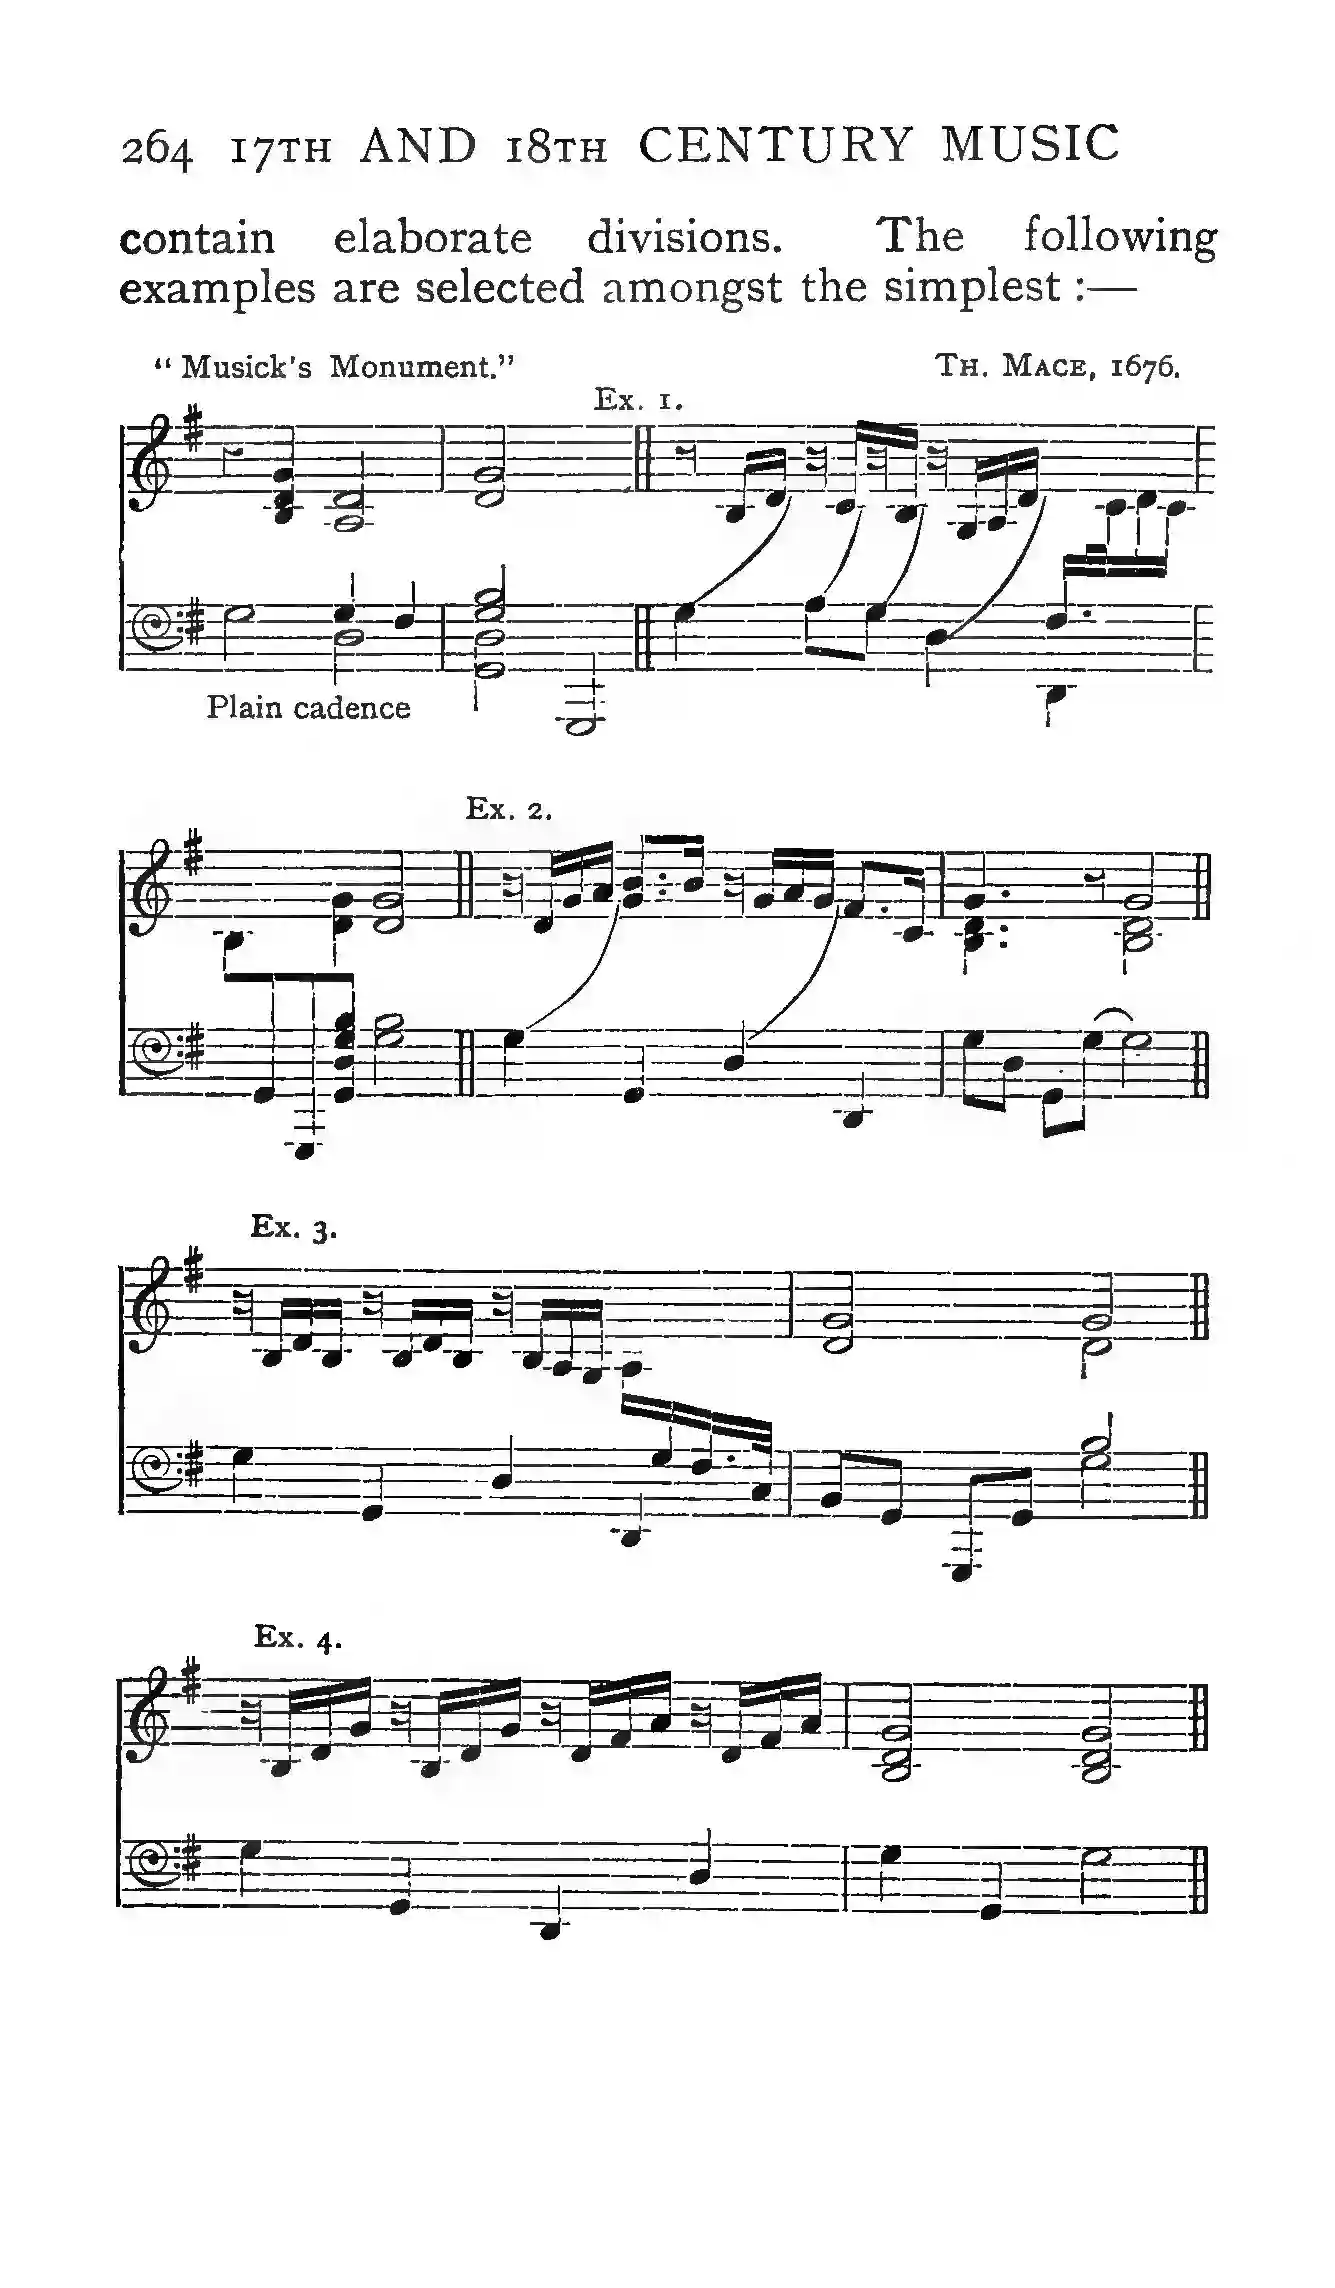 264 17TH AND 18TH CENTURY MUSIC
contain elaborate divisions. The following
examples are selected amongst the simplest :—
“ Musick's Monument.” TH. MACE, 1676.
Ex. 1.
Plain cadence
Ex. 2.
Ex. 3.
Ex. 4.